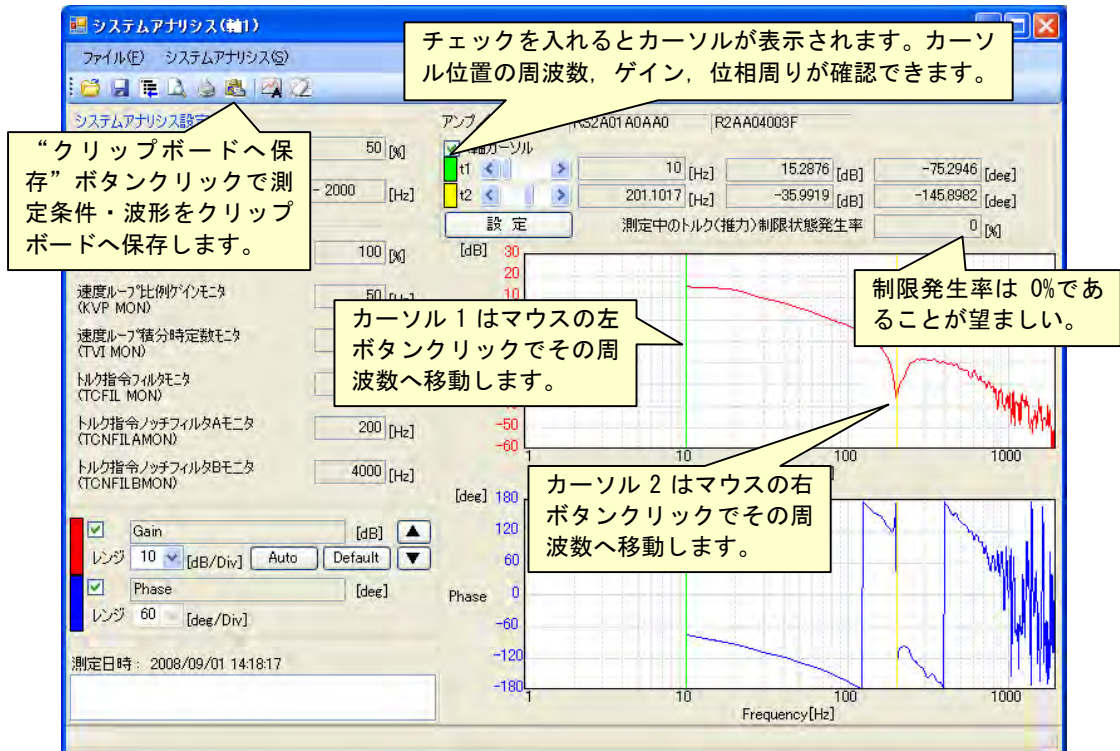 システムアナリシス(軸1)
ファイル(F) システムアナリシス(S)
チェックを入れるとカーソルが表示されます。カーソ
ル位置の周波数, ゲイン, 位相周りが確認できます。
システムアナリシス設定
“クリップボードへ保
存”ボタンクリックで測
定条件・波形をクリップ
ボードへ保存します。
50 [%]
- 2000 [Hz]
100 [%]
速度ループ比例ゲインモニタ
(KVP MON)
50 [Hz]
速度ループ積分時定数モニタ
(TVI MON)
トルク指令フィルタモニタ
(TCFIL MON)
トルク指令ノッチフィルタAモニタ
(TCNFILAMON)
200 [Hz]
トルク指令ノッチフィルタBモニタ
(TCNFILBMON)
4000 [Hz]
Gain [dB] ▲
レンジ 10 [dB/Div] Auto Default ▼
Phase [deg]
レンジ 60 [deg/Div]
測定日時 : 2008/09/01 14:18:17
アンプ RS2A01A0AA0 R2AA04003F
軸カーソル
t1 10 [Hz] 15.2876 [dB] -75.2946 [deg]
t2 201.1017 [Hz] -35.9919 [dB] -145.8982 [deg]
設 定 測定中のトルク(推力)制限状態発生率 0 [%]
制限発生率は 0%であ
ることが望ましい。
カーソル 1 はマウスの左
ボタンクリックでその周
波数へ移動します。
[dB] 30
20
10
-50
-60
1 100 1000
カーソル 2 はマウスの右
ボタンクリックでその周
波数へ移動します。
[deg] 180
120
60
Phase 0
-60
-120
-180
1 10 100 1000
Frequency[Hz]